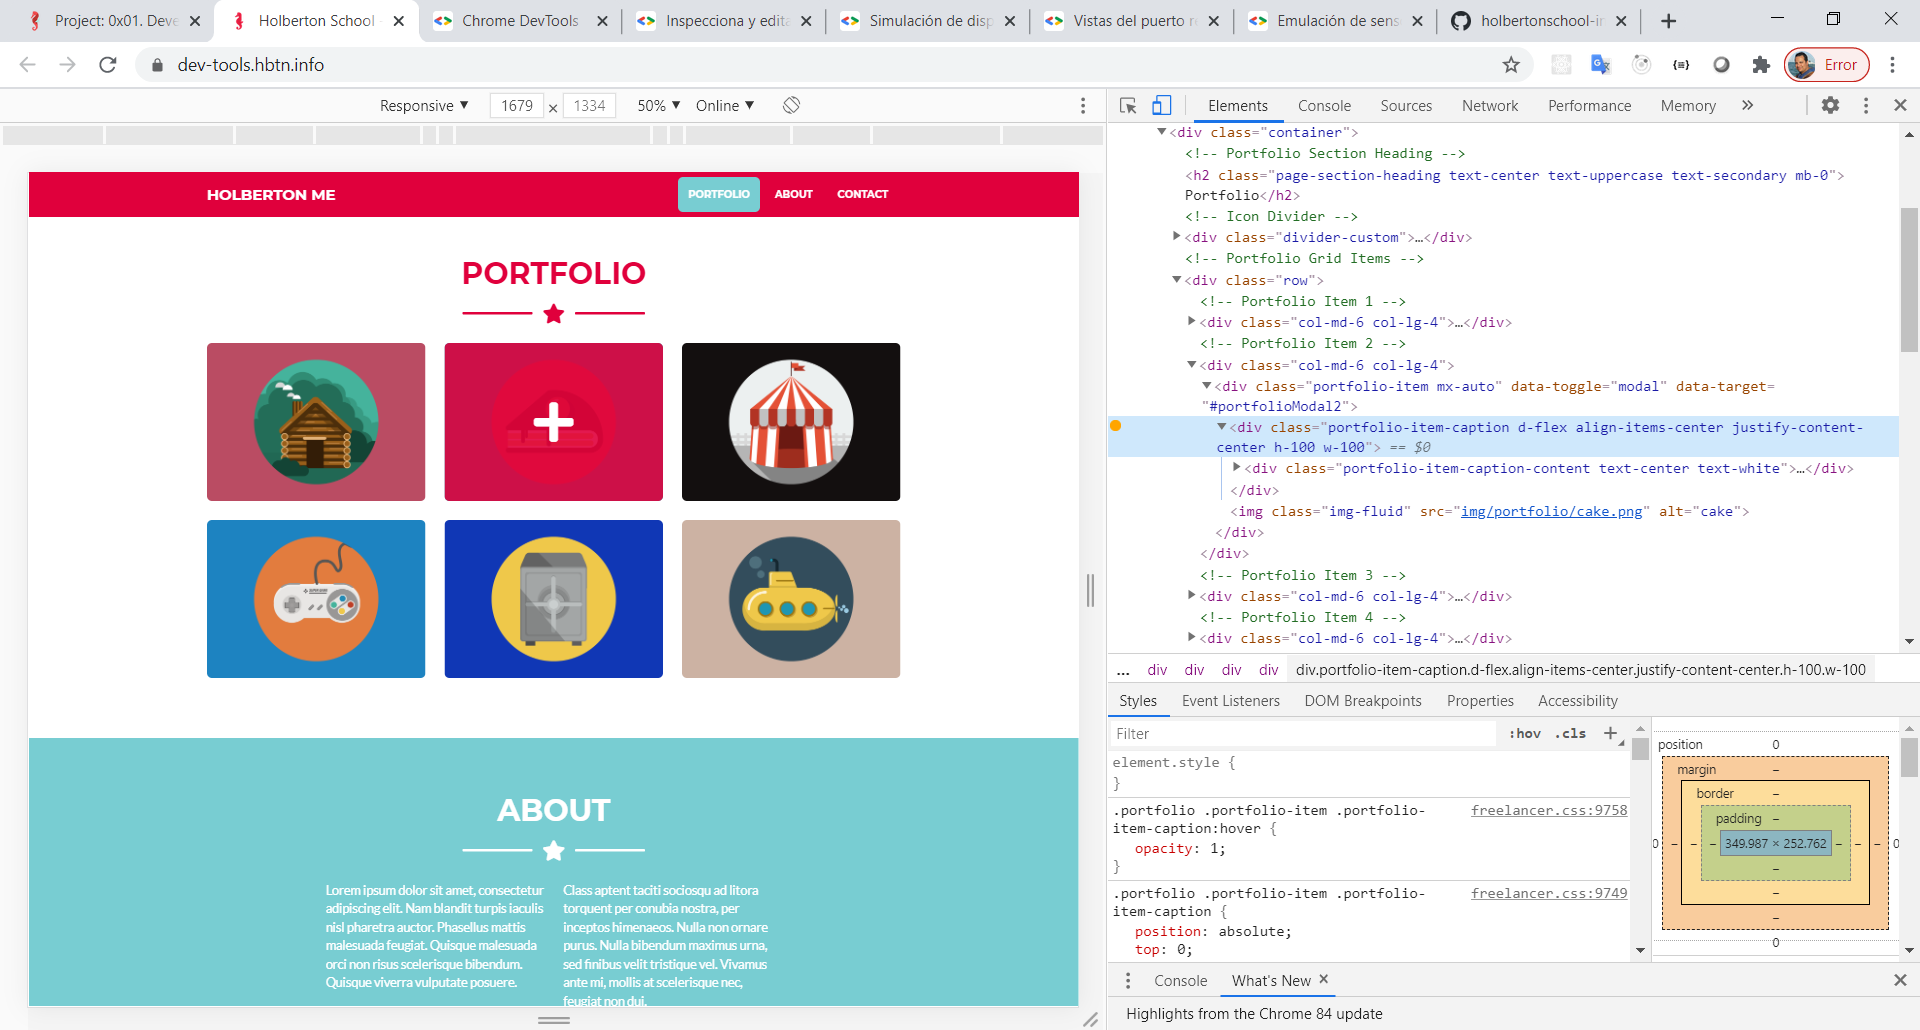 Project: 0x01. Deve
Holberton School
Chrome DevTools
Inspecciona y edita
Simulación de disp
Vistas del puerto r
Emulación de sens
holbertonschool-in
dev-tools.hbtn.info
Error
Responsive ▼ 1679 × 1334 50% ▼ Online ▼
Elements Console Sources Network Performance Memory »
HOLBERTON ME
PORTFOLIO ABOUT CONTACT
PORTFOLIO
ABOUT
Lorem ipsum dolor sit amet, consectetur
adipiscing elit. Nam blandit turpis iaculis
nisl pharetra auctor. Phasellus mattis
malesuada feugiat. Quisque malesuada
orci non risus scelerisque bibendum.
Quisque viverra vulputate posuere.
Class aptent taciti sociosqu ad litora
torquent per conubia nostra, per
inceptos himenaeos. Nulla non ornare
purus. Nulla bibendum maximus urna,
sed finibus velit tristique vel. Vivamus
ante mi, mollis at scelerisque nec,
feugiat non dui.
<div class="container">
<!-- Portfolio Section Heading -->
<h2 class="page-section-heading text-center text-uppercase text-secondary mb-0">
Portfolio</h2>
<!-- Icon Divider -->
<div class="divider-custom">…</div>
<!-- Portfolio Grid Items -->
<div class="row">
<!-- Portfolio Item 1 -->
<div class="col-md-6 col-lg-4">…</div>
<!-- Portfolio Item 2 -->
<div class="col-md-6 col-lg-4">
<div class="portfolio-item mx-auto" data-toggle="modal" data-target=
"#portfolioModal2">
<div class="portfolio-item-caption d-flex align-items-center justify-content-
center h-100 w-100"> == $0
<div class="portfolio-item-caption-content text-center text-white">…</div>
</div>
<img class="img-fluid" src="img/portfolio/cake.png" alt="cake">
</div>
</div>
<!-- Portfolio Item 3 -->
<div class="col-md-6 col-lg-4">…</div>
<!-- Portfolio Item 4 -->
<div class="col-md-6 col-lg-4">…</div>
... div div div div div.portfolio-item-caption.d-flex.align-items-center.justify-content-center.h-100.w-100
Styles Event Listeners DOM Breakpoints Properties Accessibility
Filter :hov .cls +
element.style {
}
.portfolio .portfolio-item .portfolio- freelancer.css:9758
item-caption:hover {
opacity: 1;
}
.portfolio .portfolio-item .portfolio- freelancer.css:9749
item-caption {
position: absolute;
top: 0;
position 0
margin –
border –
padding –
0 – – – 349.987 × 252.762 – – – 0
–
–
–
0
Console What's New ×
Highlights from the Chrome 84 update